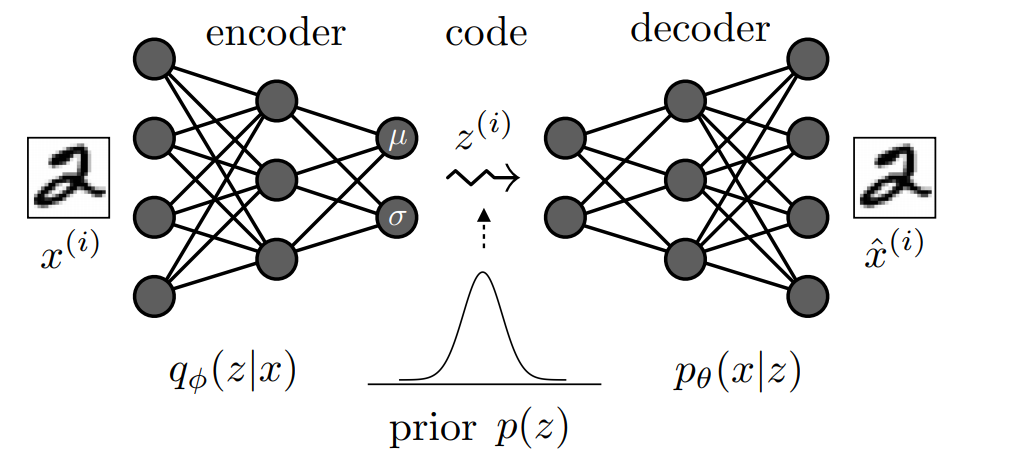 encoder code decoder
μ
z^{(i)}
σ
x^{(i)}
x̂^{(i)}
q_ϕ(z|x)
p_θ(x|z)
prior p(z)